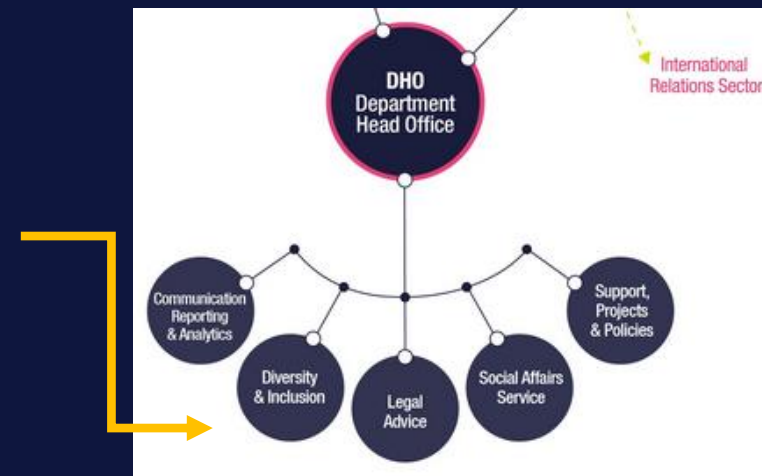 DHO
Department
Head Office
International
Relations Sector
Communication
Reporting
& Analytics
Diversity
& Inclusion
Legal
Advice
Social Affairs
Service
Support,
Projects
& Policies